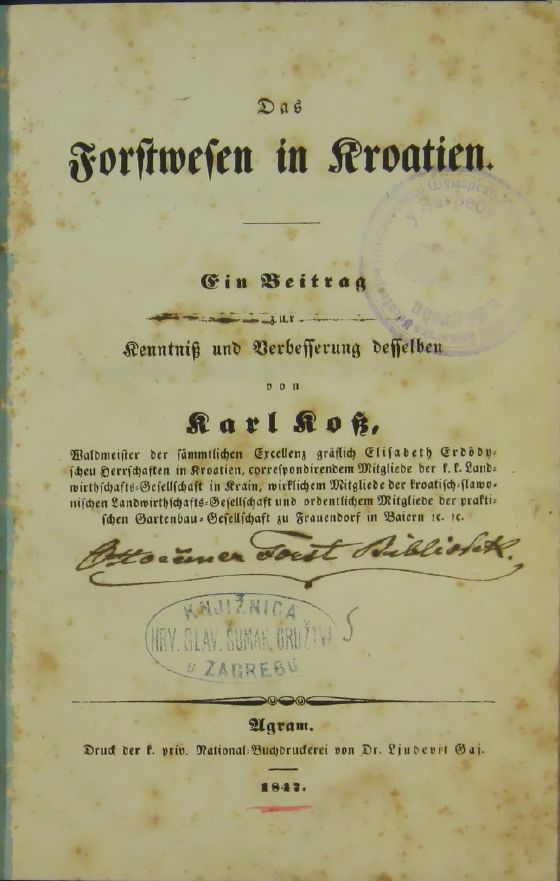 Das
Forstwesen in Kroatien.
Ein Beitrag
zur
Kenntniß und Verbesserung desselben
von
Karl Koß,
Waldmeister der sämmtlichen Excellenz gräflich Elisabeth Erdödy-
schen Herrschaften in Kroatien, correspondirendem Mitgliede der k. k. Land-
wirthschafts-Gesellschaft in Krain, wirklichem Mitgliede der kroatisch-slawo-
nischen Landwirthschafts-Gesellschaft und ordentlichem Mitgliede der prakti-
schen Gartenbau-Gesellschaft zu Frauendorf in Baiern ꝛc. ꝛc.
Ottočaner Forst Bibliothek.
KNJIŽNICA
HRV. SLAV. ŠUMAR. DRUŽTVA
U ZAGREBU
5
Agram.
Druck der k. priv. National-Buchdruckerei von Dr. Ljudevit Gaj.
1847.